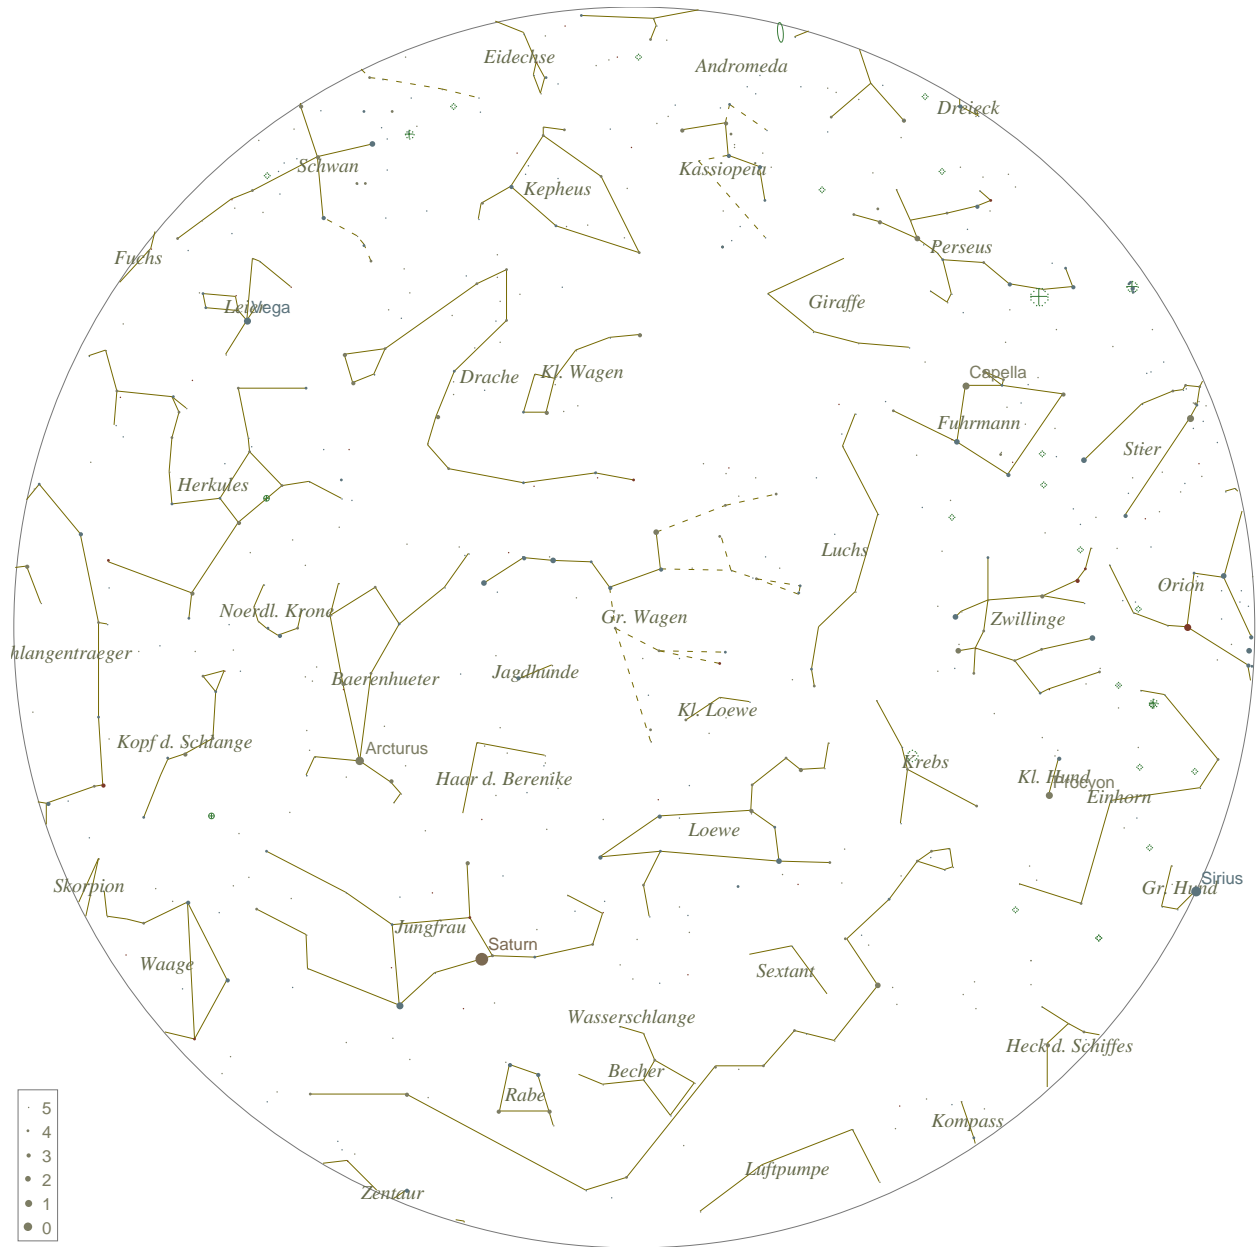 Eidechse
Andromeda
Dreieck
Schwan
Kepheus
Kassiopeia
Fuchs
Perseus
Leier
Vega
Giraffe
Drache
Kl. Wagen
Capella
Fuhrmann
Stier
Herkules
Luchs
Orion
Noerdl. Krone
Gr. Wagen
Zwillinge
hlangentraeger
Baerenhueter
Jagdhunde
Kl. Loewe
Kopf d. Schlange
Arcturus
Haar d. Berenike
Krebs
Kl. Hund
Procyon
Einhorn
Loewe
Skorpion
Gr. Hund
Sirius
Jungfrau
Saturn
Waage
Sextant
Wasserschlange
Heck d. Schiffes
Becher
Rabe
Kompass
Luftpumpe
Zentaur
5
4
3
2
1
0